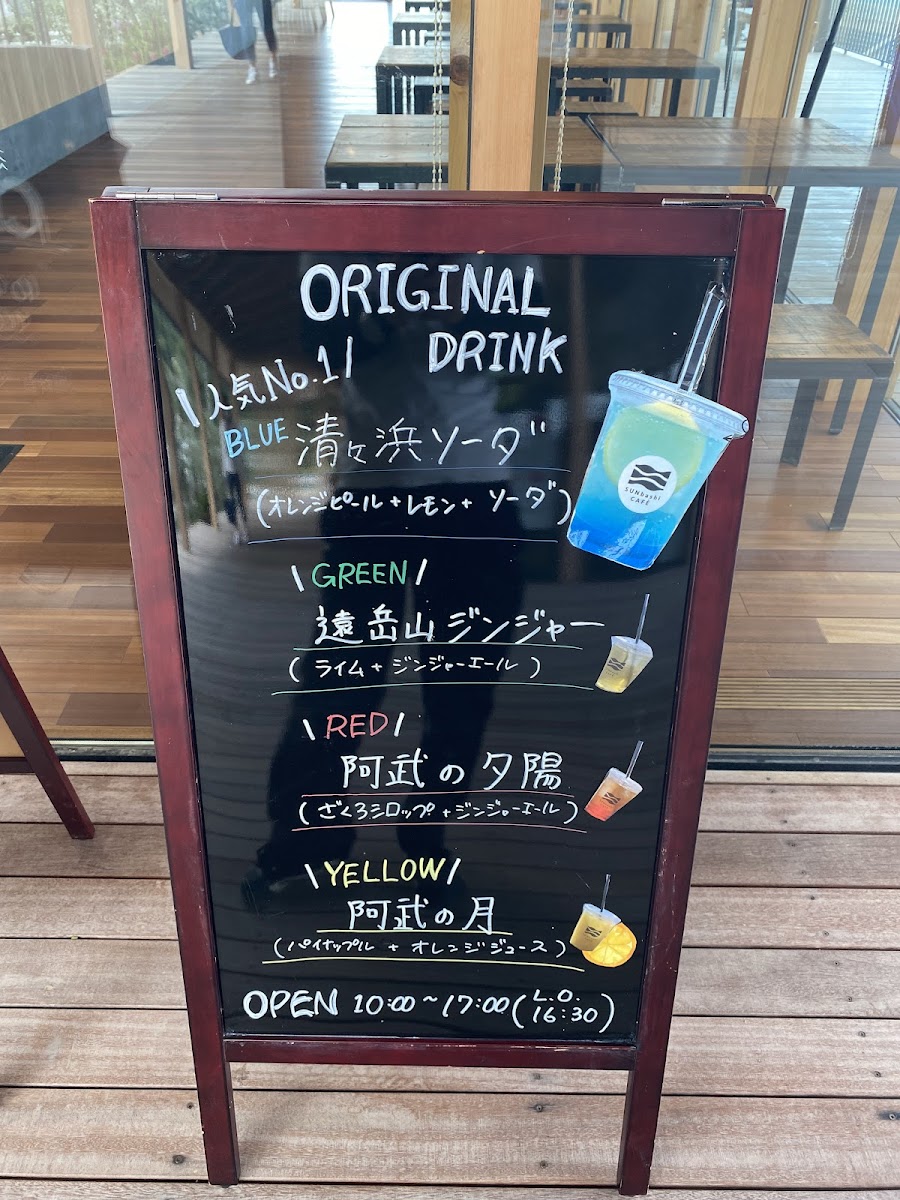 ORIGINAL
DRINK
\人気No.1/
BLUE 清々浜ソーダ
(オレンジピール+レモン+ソーダ)
SUNbashi
CAFE
\GREEN/
遠岳山ジンジャー
(ライム+ジンジャーエール)
\RED/
阿武の夕陽
(ざくろシロップ+ジンジャーエール)
\YELLOW/
阿武の月
(パイナップル+オレンジジュース)
OPEN 10:00~17:00(L.O.
16:30)